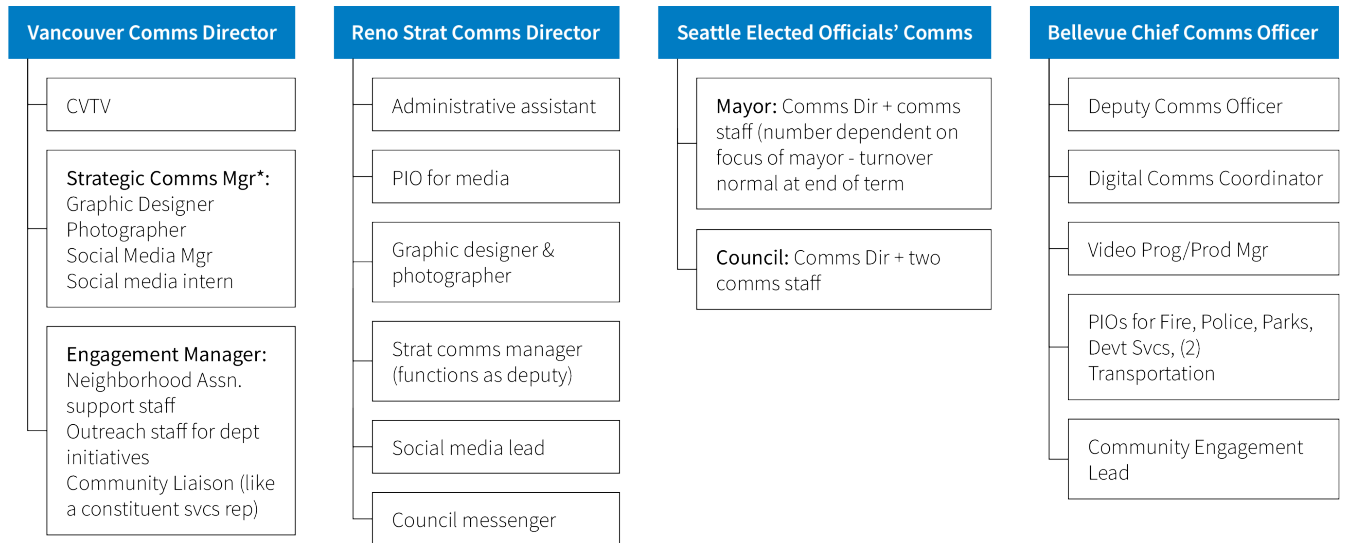 Vancouver Comms Director
CVTV
Strategic Comms Mgr*:
Graphic Designer
Photographer
Social Media Mgr
Social media intern
Engagement Manager:
Neighborhood Assn.
support staff
Outreach staff for dept
initiatives
Community Liaison (like
a constituent svcs rep)
Reno Strat Comms Director
Administrative assistant
PIO for media
Graphic designer &
photographer
Strat comms manager
(functions as deputy)
Social media lead
Council messenger
Seattle Elected Officials’ Comms
Mayor: Comms Dir + comms
staff (number dependent on
focus of mayor - turnover
normal at end of term
Council: Comms Dir + two
comms staff
Bellevue Chief Comms Officer
Deputy Comms Officer
Digital Comms Coordinator
Video Prog/Prod Mgr
PIOs for Fire, Police, Parks,
Devt Svcs, (2)
Transportation
Community Engagement
Lead